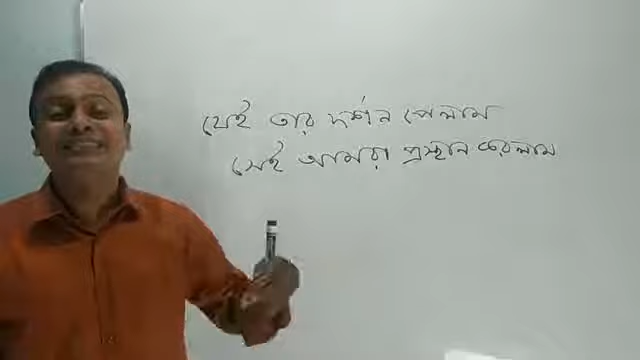 যেই তার দর্শন পেলাম
সেই আমরা প্রস্থান করলাম